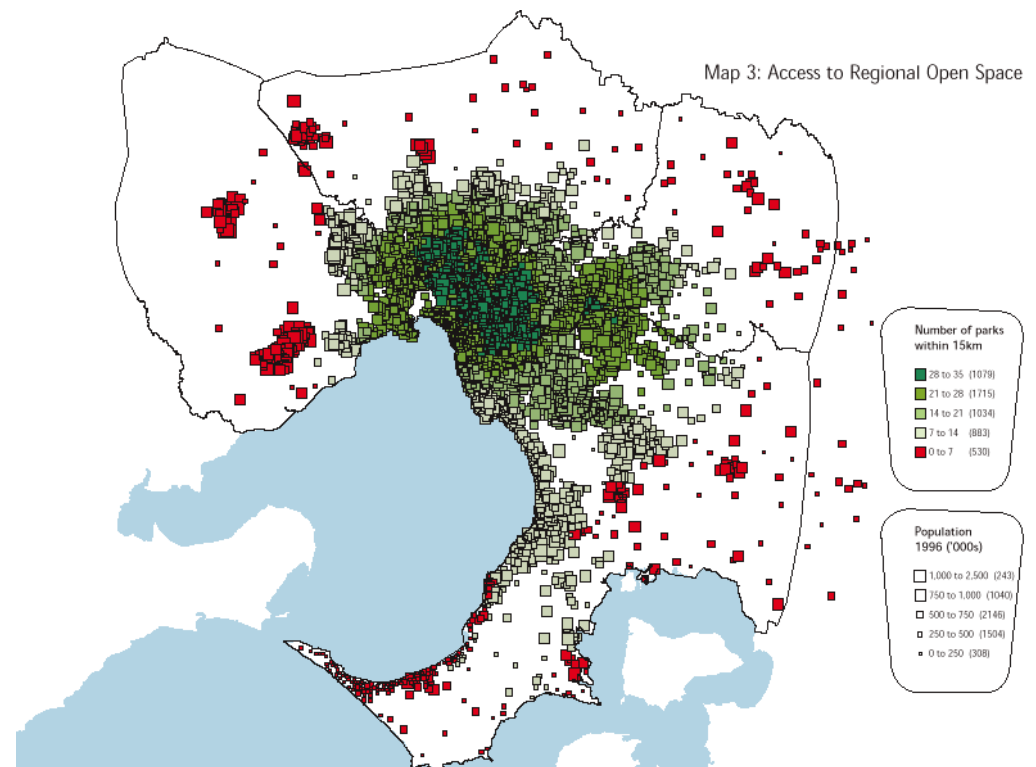 Map 3: Access to Regional Open Space
Number of parks
within 15km
28 to 35 (1079)
21 to 28 (1715)
14 to 21 (1034)
7 to 14 (883)
0 to 7 (530)
Population
1996 ('000s)
1,000 to 2,500 (243)
750 to 1,000 (1040)
500 to 750 (2146)
250 to 500 (1504)
0 to 250 (308)